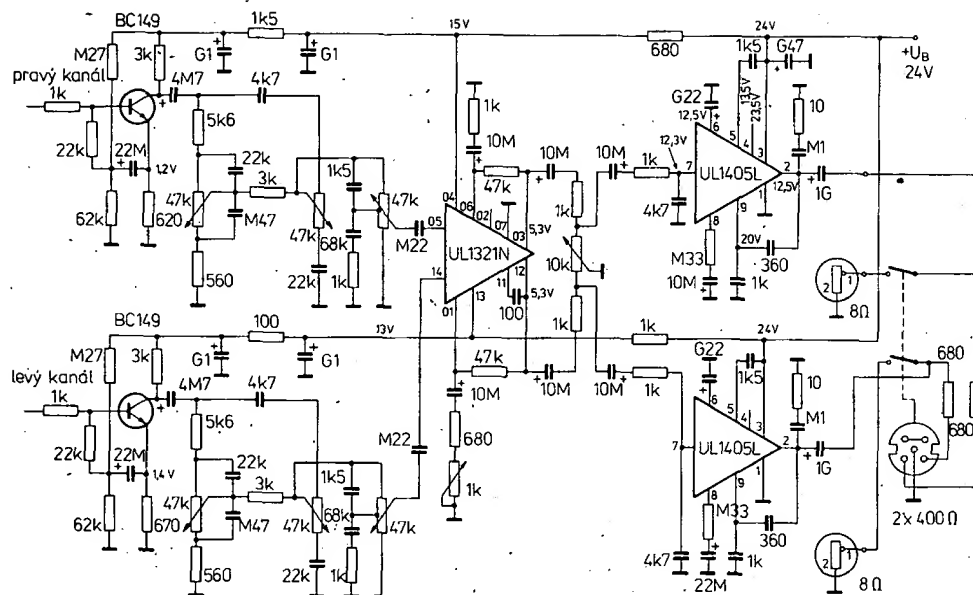 BC149
1k5
15V
24V
M27
3k
G1
G1
680
1k5
G47
+UB
24V
pravý kanál
4M7
4k7
1k
G22
13,5V
23,5V
10
1k
5k6
10M
12,5V
6
5
4
3
22k
22M
1,2V
22k
1k5
47k
10M
10M
1k
12,3V
7
UL1405L
2
M1
3k
47k
04
06
02
07
03
5,3V
1k
4k7
8
9
1
12,5V
1G
62k
620
47k
M47
47k
68k
M22
05
UL1321N
10k
M33
20V
360
560
22k
1k
14
12
11
13
5,3V
01
100
10M
1k
2
1
8Ω
BC149
100
13V
1k
1k
24V
M27
3k
G1
G1
47k
G22
1k5
680
levý kanál
4M7
4k7
10M
10M
10M
1k
6
5
4
3
10
1k
5k6
M22
680
7
UL1405L
2
M1
680
22k
22M
1,4V
22k
1k5
1k
8
9
1
1G
3k
62k
670
47k
M47
47k
68k
47k
M33
360
2x400Ω
560
22k
1k
4k7
22M
1k
2
1
8Ω